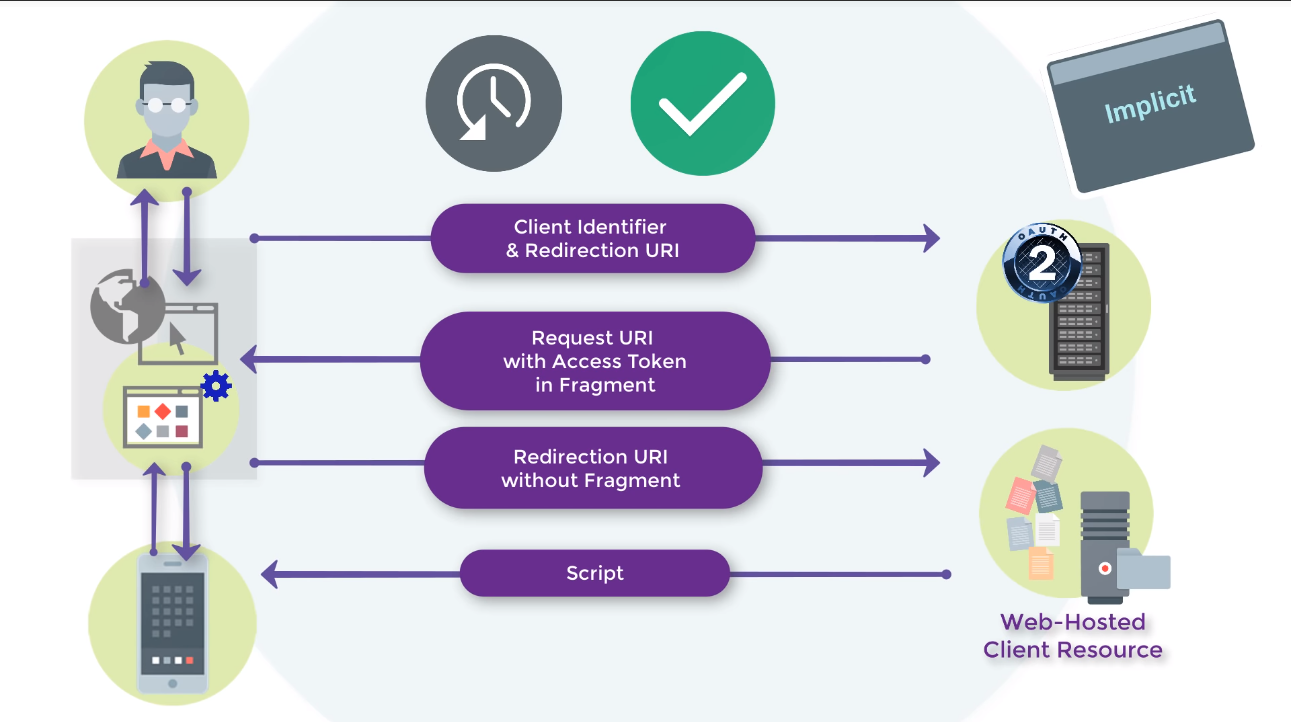 Implicit
Client Identifier
& Redirection URI
OAUTH
2
OAUTH
Request URI
with Access Token
in Fragment
Redirection URI
without Fragment
Script
Web-Hosted
Client Resource